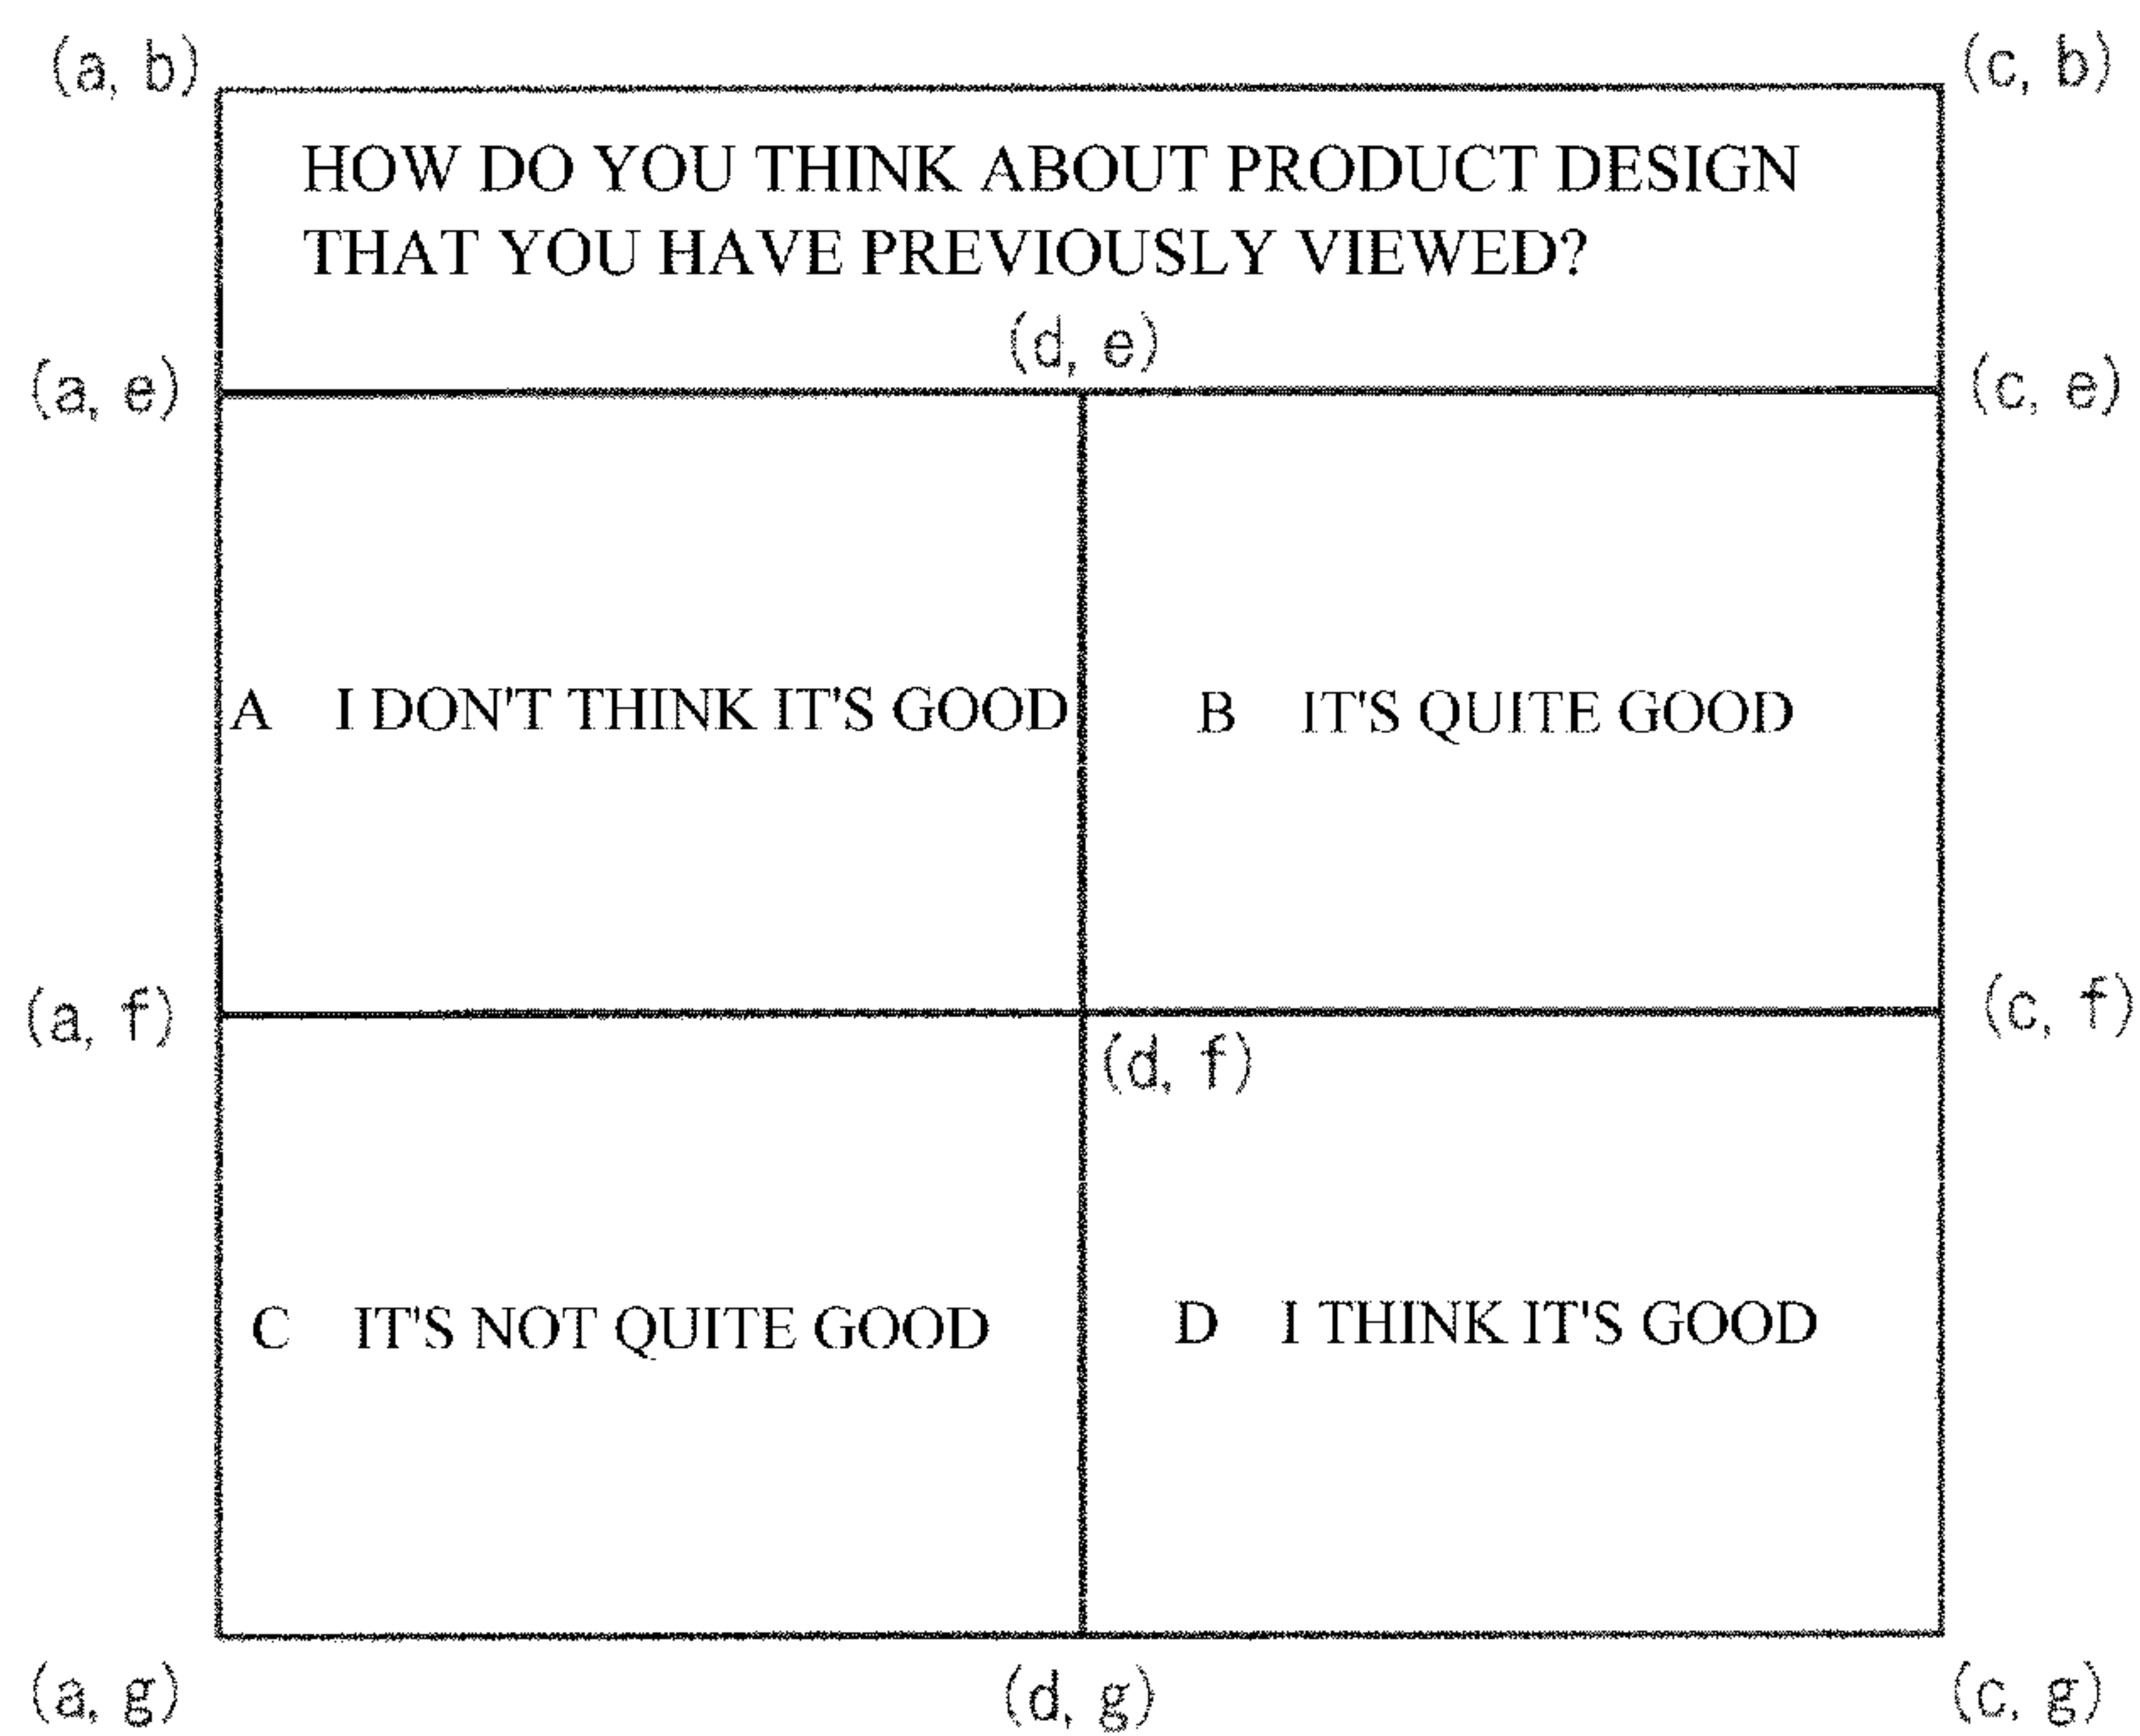 (a, b)
(c, b)
HOW DO YOU THINK ABOUT PRODUCT DESIGN
THAT YOU HAVE PREVIOUSLY VIEWED?
(d, e)
(a, e)
(c, e)
A I DON'T THINK IT'S GOOD
B IT'S QUITE GOOD
(a, f)
(c, f)
(d, f)
C IT'S NOT QUITE GOOD
D I THINK IT'S GOOD
(a, g)
(d, g)
(c, g)